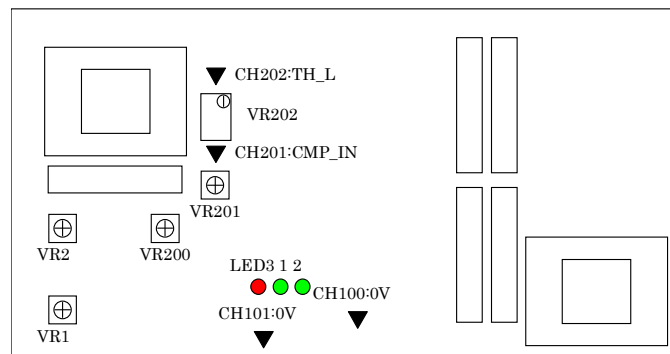 CH202:TH_L
VR202
CH201:CMP_IN
VR201
VR2
VR200
LED3 1 2
CH100:0V
CH101:0V
VR1